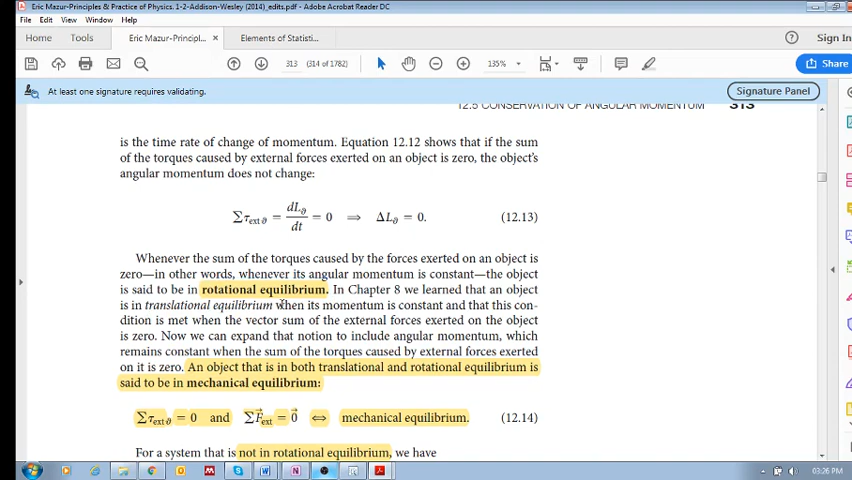 Eric Mazur-Principles & Practice of Physics. 1-2-Addison-Wesley (2014)_edits.pdf - Adobe Acrobat Reader DC
File Edit View Window Help
Home Tools Eric Mazur-Principl... Elements of Statisti... Sign In
313 (314 of 1782) 135% Share
At least one signature requires validating. Signature Panel
12.5 CONSERVATION OF ANGULAR MOMENTUM 313
is the time rate of change of momentum. Equation 12.12 shows that if the sum
of the torques caused by external forces exerted on an object is zero, the object's
angular momentum does not change:
Στext ϑ = dLϑ/dt = 0 ⟹ ΔLϑ = 0. (12.13)
Whenever the sum of the torques caused by the forces exerted on an object is
zero—in other words, whenever its angular momentum is constant—the object
is said to be in rotational equilibrium. In Chapter 8 we learned that an object
is in translational equilibrium when its momentum is constant and that this con-
dition is met when the vector sum of the external forces exerted on the object
is zero. Now we can expand that notion to include angular momentum, which
remains constant when the sum of the torques caused by external forces exerted
on it is zero. An object that is in both translational and rotational equilibrium is
said to be in mechanical equilibrium:
Στext ϑ = 0 and ΣF⃗ext = 0⃗ ⇔ mechanical equilibrium. (12.14)
For a system that is not in rotational equilibrium, we have
03:26 PM